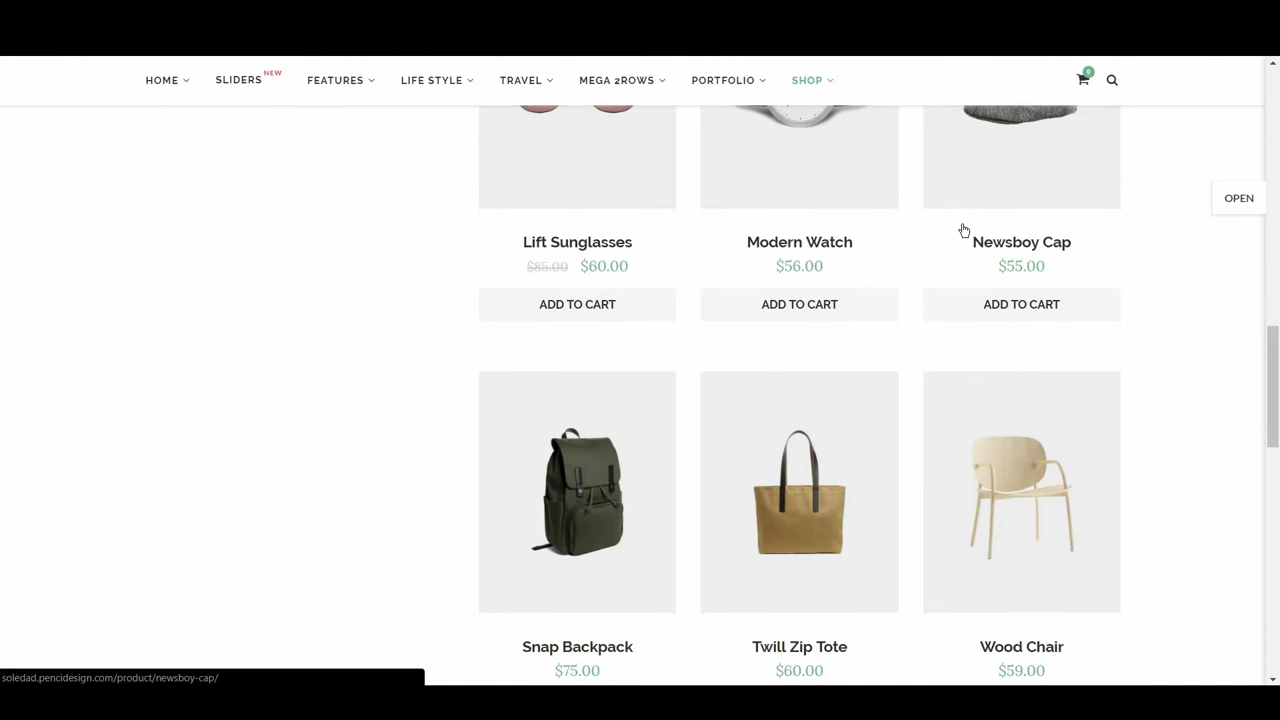 HOME SLIDERS NEW FEATURES LIFE STYLE TRAVEL MEGA 2ROWS PORTFOLIO SHOP 0
OPEN
Lift Sunglasses Modern Watch Newsboy Cap
$85.00 $60.00 $56.00 $55.00
ADD TO CART ADD TO CART ADD TO CART
Snap Backpack Twill Zip Tote Wood Chair
$75.00 $60.00 $59.00
soledad.pencidesign.com/product/newsboy-cap/